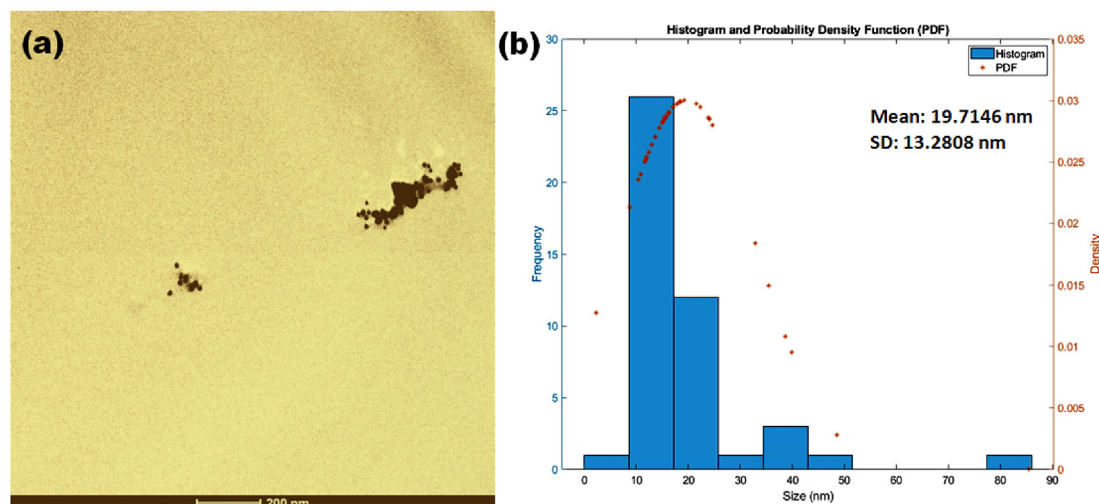 (a)
200 nm
(b)
Histogram and Probability Density Function (PDF)
Histogram
PDF
Mean: 19.7146 nm
SD: 13.2808 nm
Frequency
30
25
20
15
10
5
0
Density
0.035
0.03
0.025
0.02
0.015
0.01
0.005
0
0 10 20 30 40 50 60 70 80 90
Size (nm)